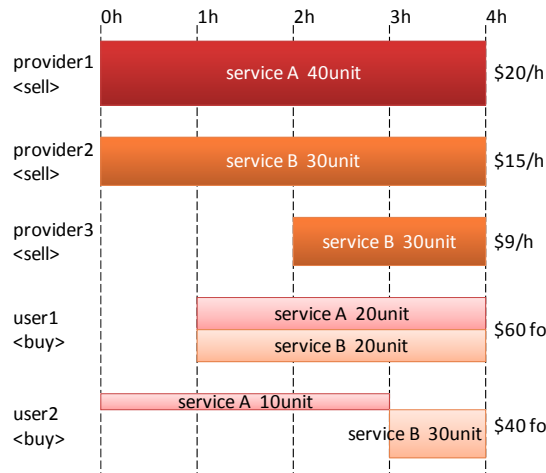 0h 1h 2h 3h 4h
provider1
<sell>
service A 40unit
$20/h
provider2
<sell>
service B 30unit
$15/h
provider3
<sell>
service B 30unit
$9/h
user1
<buy>
service A 20unit
service B 20unit
$60 fo
user2
<buy>
service A 10unit
service B 30unit
$40 fo